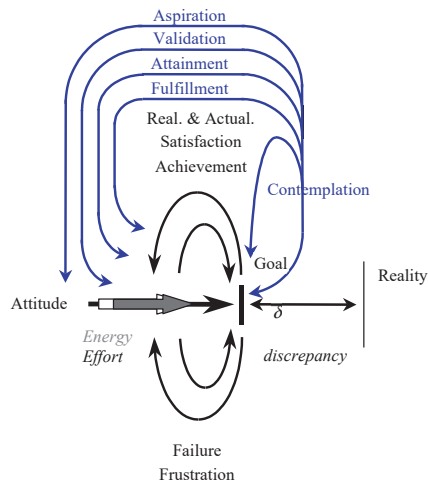 Aspiration
Validation
Attainment
Fulfillment
Real. & Actual.
Satisfaction
Achievement
Contemplation
Goal
Reality
Attitude
δ
Energy
Effort
discrepancy
Failure
Frustration